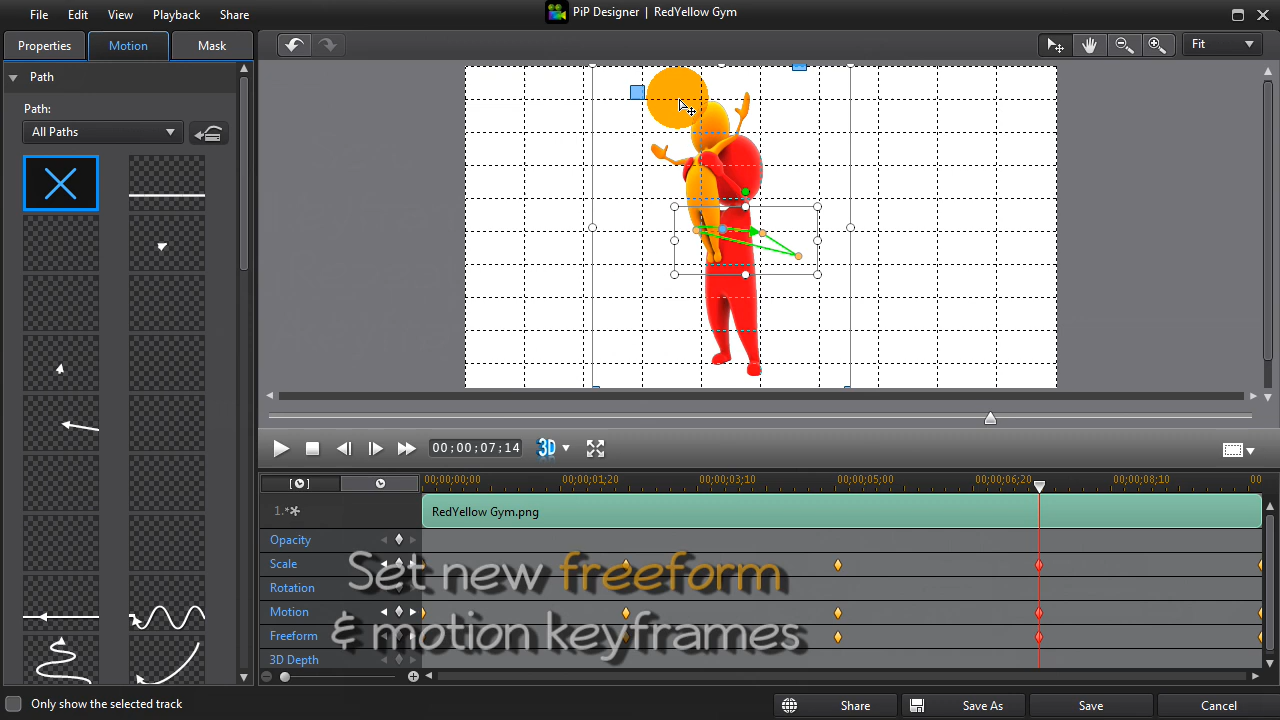 File Edit View Playback Share
PiP Designer | RedYellow Gym
Properties Motion Mask
Fit
Path
Path:
All Paths
00;00;07;14
3D
00;00;00;00 00;00;01;20 00;00;03;10 00;00;05;00 00;00;06;20 00;00;08;10 00
1.
RedYellow Gym.png
Opacity
Scale
Rotation
Motion
Freeform
3D Depth
Set new freeform
& motion keyframes
Only show the selected track
Share Save As Save Cancel